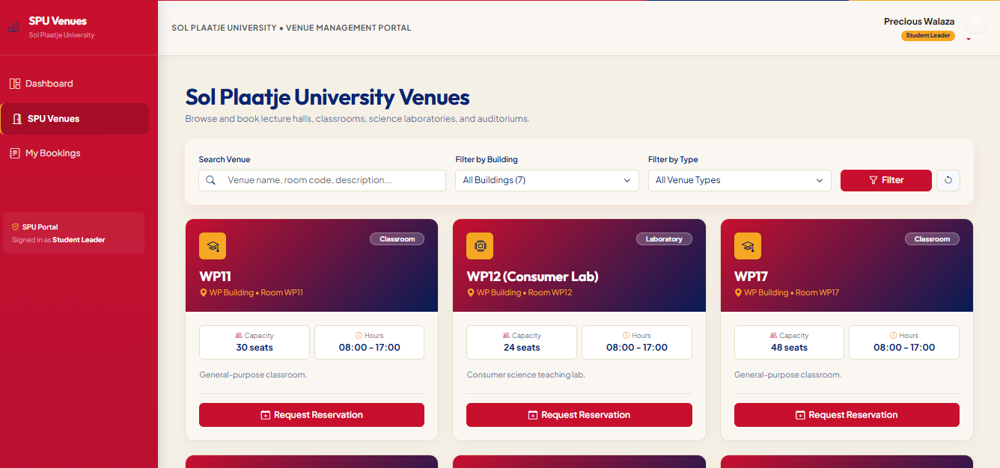 SPU Venues
Sol Plaatje University
SOL PLAATJE UNIVERSITY • VENUE MANAGEMENT PORTAL
Precious Walaza
Student Leader
Dashboard
SPU Venues
My Bookings
SPU Portal
Signed in as Student Leader
Sol Plaatje University Venues
Browse and book lecture halls, classrooms, science laboratories, and auditoriums.
Search Venue
Venue name, room code, description...
Filter by Building
All Buildings (7)
Filter by Type
All Venue Types
Filter
Classroom
WP11
WP Building • Room WP11
Capacity
30 seats
Hours
08:00 - 17:00
General-purpose classroom.
Request Reservation
Laboratory
WP12 (Consumer Lab)
WP Building • Room WP12
Capacity
24 seats
Hours
08:00 - 17:00
Consumer science teaching lab.
Request Reservation
Classroom
WP17
WP Building • Room WP17
Capacity
48 seats
Hours
08:00 - 17:00
General-purpose classroom.
Request Reservation